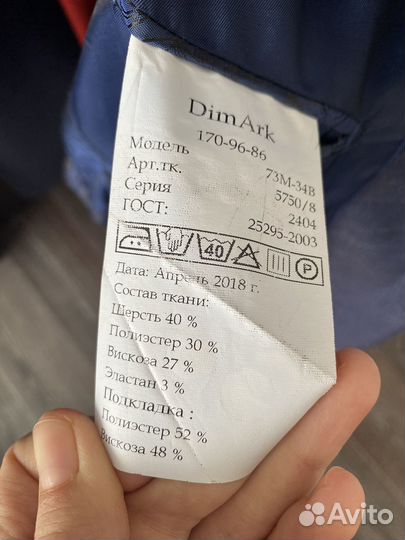 DimArk
170-96-86
Модель 73М-34В
Арт.тк. 5750/8
Серия 2404
ГОСТ: 25295-2003
40 P
Дата: Апрель 2018 г.
Состав ткани:
Шерсть 40 %
Полиэстер 30 %
Вискоза 27 %
Эластан 3 %
Подкладка :
Полиэстер 52 %
Вискоза 48 %
Avito